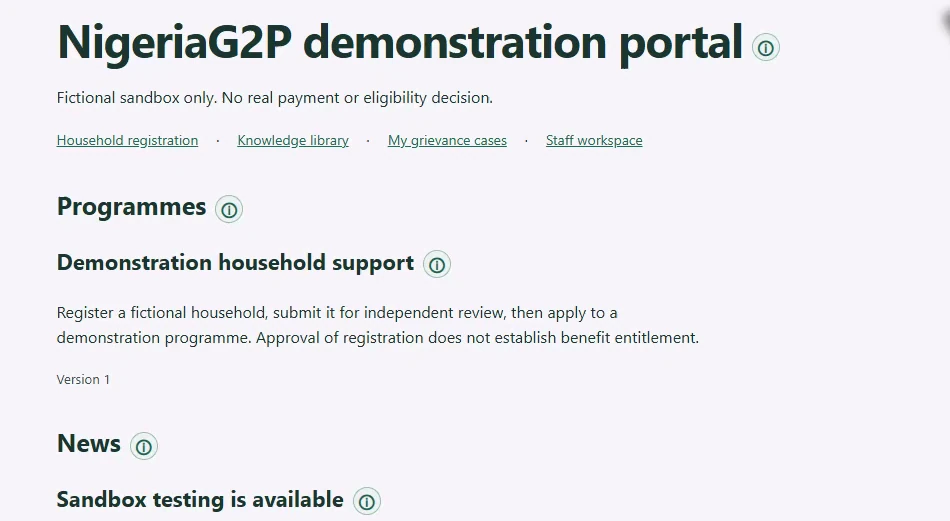 NigeriaG2P demonstration portal
Fictional sandbox only. No real payment or eligibility decision.
Household registration · Knowledge library · My grievance cases · Staff workspace
Programmes
Demonstration household support
Register a fictional household, submit it for independent review, then apply to a
demonstration programme. Approval of registration does not establish benefit entitlement.
Version 1
News
Sandbox testing is available